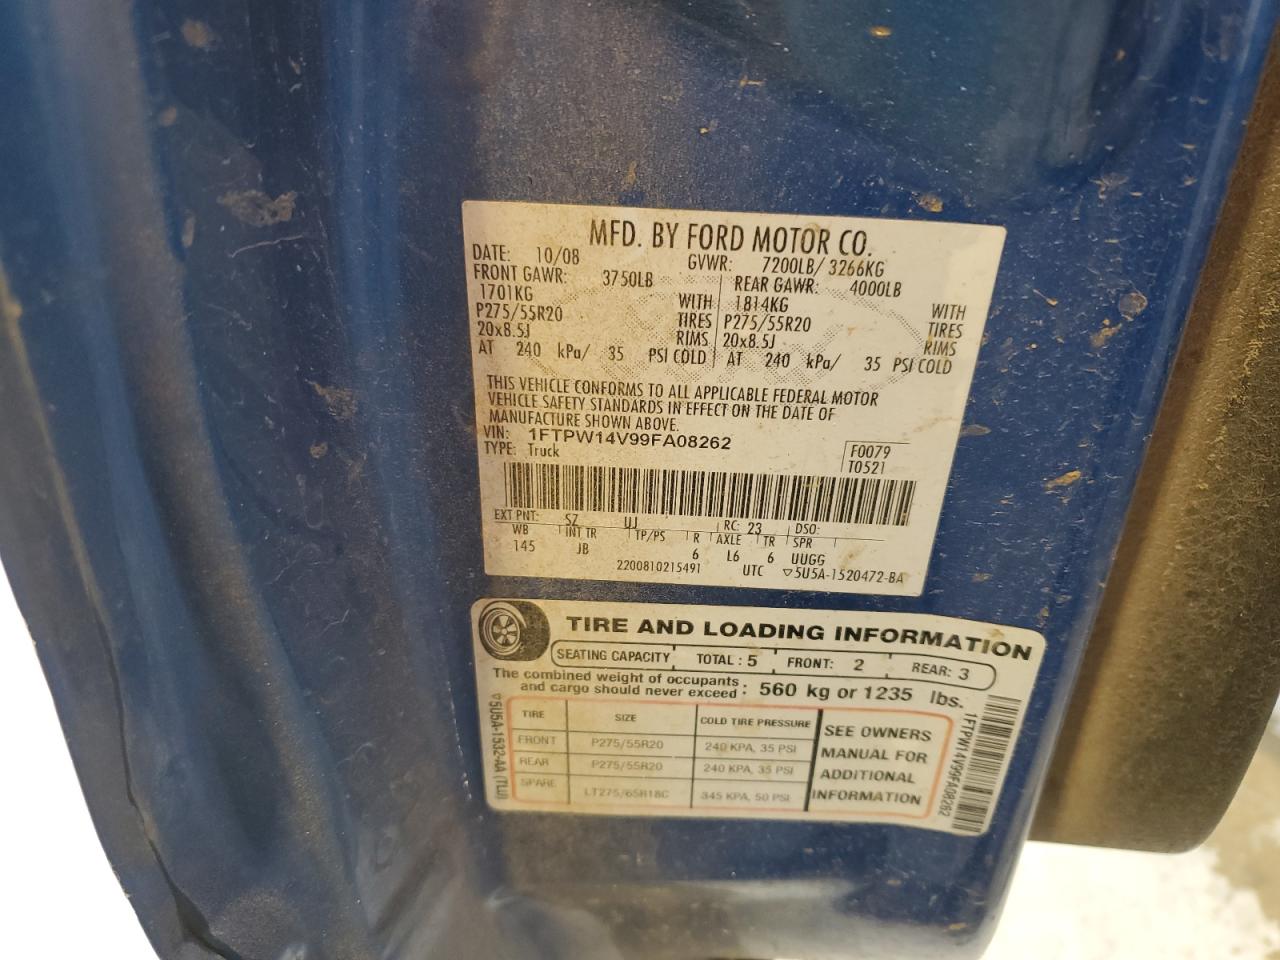 MFD. BY FORD MOTOR CO.
DATE: 10/08 GVWR: 7200LB/ 3266KG
FRONT GAWR: 3750LB REAR GAWR: 4000LB
1701KG WITH 1814KG WITH
P275/55R20 TIRES P275/55R20 TIRES
20x8.5J RIMS 20x8.5J RIMS
AT 240 kPa/ 35 PSI COLD AT 240 kPa/ 35 PSI COLD
THIS VEHICLE CONFORMS TO ALL APPLICABLE FEDERAL MOTOR
VEHICLE SAFETY STANDARDS IN EFFECT ON THE DATE OF
MANUFACTURE SHOWN ABOVE.
VIN: 1FTPW14V99FA08262
TYPE: Truck
F0079
T0521
EXT PNT: SZ UJ RC: 23 DSO:
WB INT TR TP/PS R AXLE TR SPR
145 JB 6 L6 6 UUGG
2200810215491 UTC ▽5U5A-1520472-BA
TIRE AND LOADING INFORMATION
SEATING CAPACITY TOTAL : 5 FRONT: 2 REAR: 3
The combined weight of occupants
and cargo should never exceed : 560 kg or 1235 lbs.
TIRE SIZE COLD TIRE PRESSURE
FRONT P275/55R20 240 KPA, 35 PSI
REAR P275/55R20 240 KPA, 35 PSI
SPARE LT275/65R18C 345 KPA, 50 PSI
SEE OWNERS
MANUAL FOR
ADDITIONAL
INFORMATION
▽5U5A-1532-AA (TLU)
1FTPW14V99FA08262